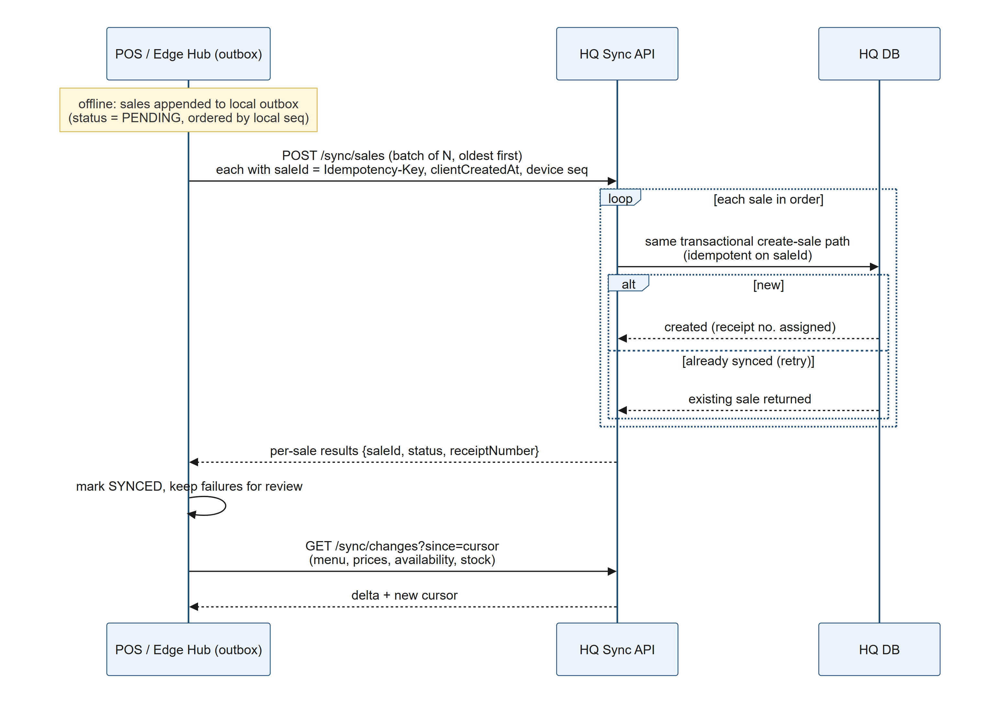 POS / Edge Hub (outbox)
HQ Sync API
HQ DB
offline: sales appended to local outbox
(status = PENDING, ordered by local seq)
POST /sync/sales (batch of N, oldest first)
each with saleId = Idempotency-Key, clientCreatedAt, device seq
loop
[each sale in order]
same transactional create-sale path
(idempotent on saleId)
alt
[new]
created (receipt no. assigned)
[already synced (retry)]
existing sale returned
per-sale results {saleId, status, receiptNumber}
mark SYNCED, keep failures for review
GET /sync/changes?since=cursor
(menu, prices, availability, stock)
delta + new cursor
POS / Edge Hub (outbox)
HQ Sync API
HQ DB